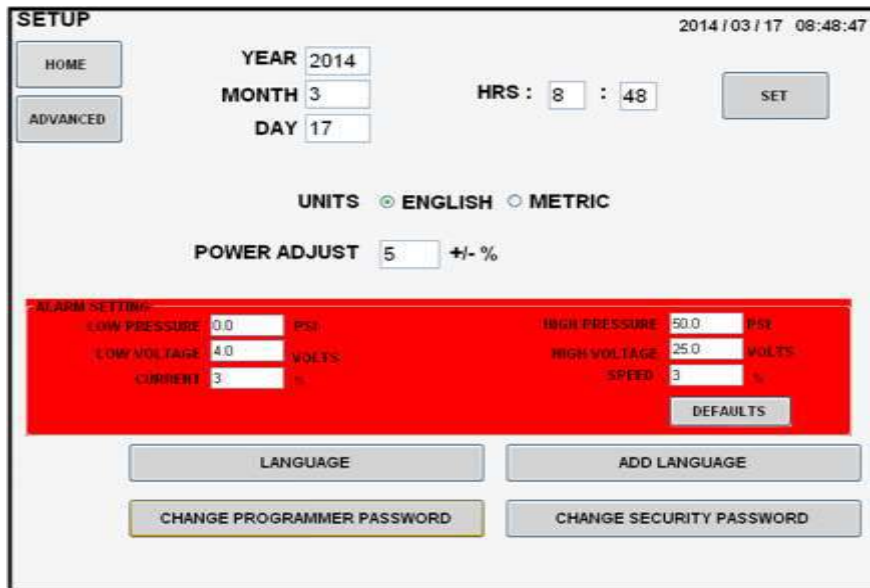 SETUP
2014 / 03 / 17 08:48:47
HOME
ADVANCED
YEAR 2014
MONTH 3
DAY 17
HRS : 8 : 48
SET
UNITS ENGLISH METRIC
POWER ADJUST 5 +/- %
ALARM SETTING
LOW PRESSURE 0.0 PSI
LOW VOLTAGE 4.0 VOLTS
CURRENT 3 %
HIGH PRESSURE 50.0 PSI
HIGH VOLTAGE 25.0 VOLTS
SPEED 3 %
DEFAULTS
LANGUAGE
ADD LANGUAGE
CHANGE PROGRAMMER PASSWORD
CHANGE SECURITY PASSWORD